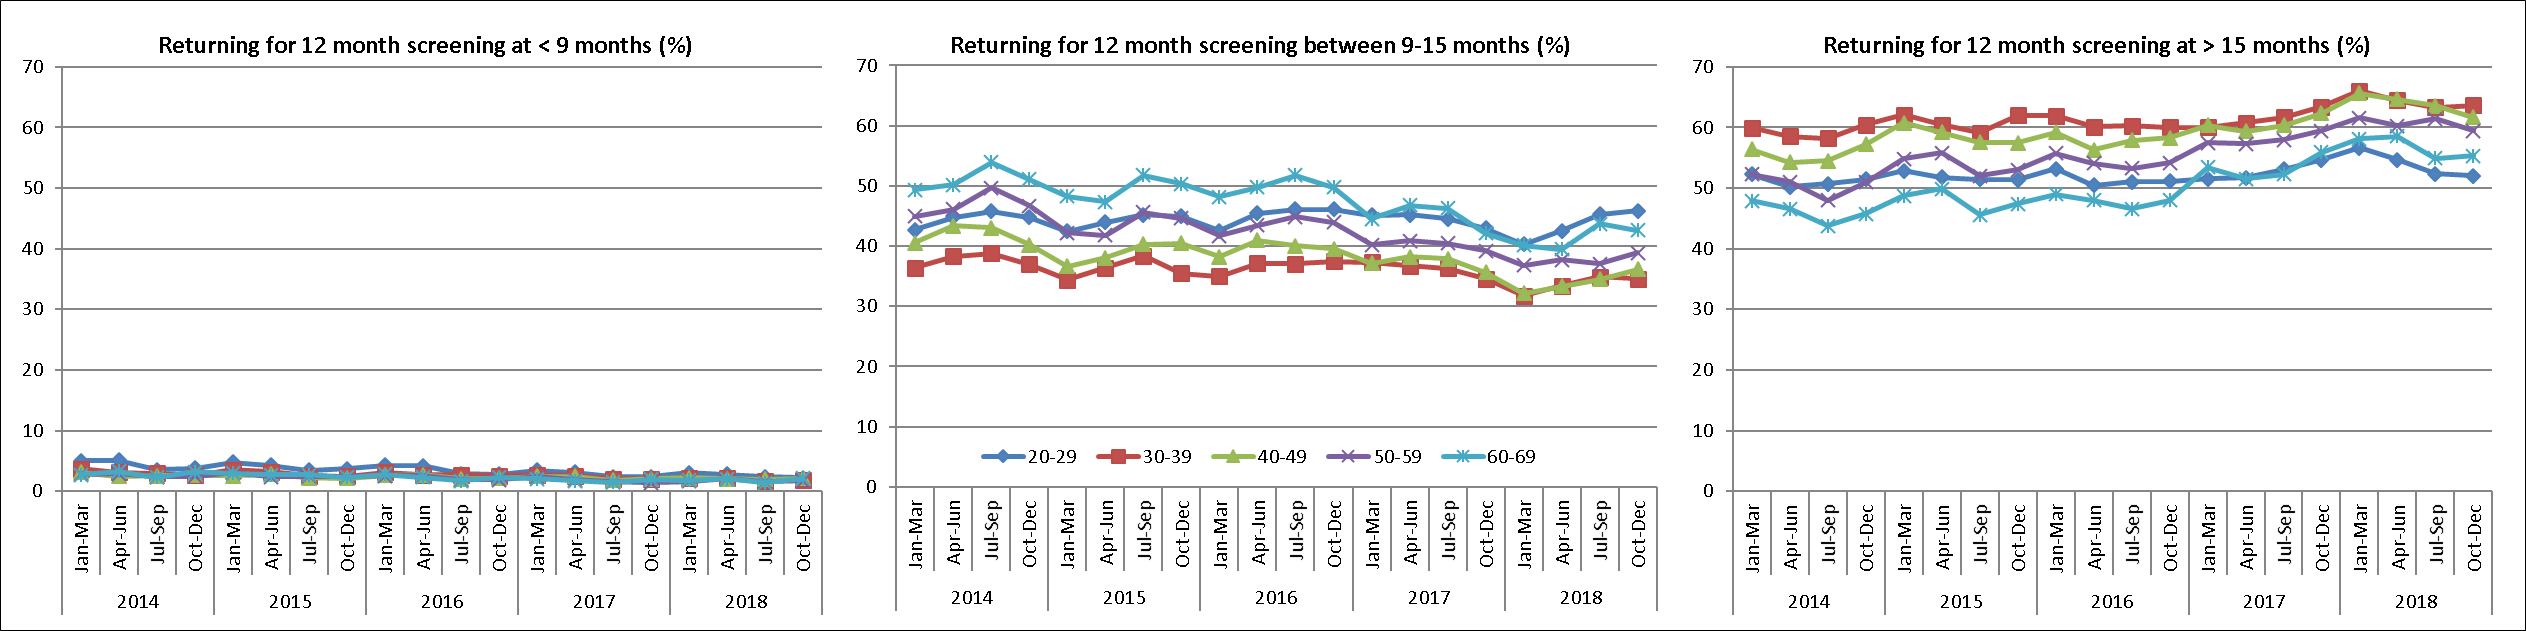 Returning for 12 month screening at < 9 months (%)
70
60
50
40
30
20
10
0
Jan-Mar
Apr-Jun
Jul-Sep
Oct-Dec
Jan-Mar
Apr-Jun
Jul-Sep
Oct-Dec
Jan-Mar
Apr-Jun
Jul-Sep
Oct-Dec
Jan-Mar
Apr-Jun
Jul-Sep
Oct-Dec
Jan-Mar
Apr-Jun
Jul-Sep
Oct-Dec
2014 2015 2016 2017 2018
Returning for 12 month screening between 9-15 months (%)
70
60
50
40
30
20
10
0
20-29 30-39 40-49 50-59 60-69
Jan-Mar
Apr-Jun
Jul-Sep
Oct-Dec
Jan-Mar
Apr-Jun
Jul-Sep
Oct-Dec
Jan-Mar
Apr-Jun
Jul-Sep
Oct-Dec
Jan-Mar
Apr-Jun
Jul-Sep
Oct-Dec
Jan-Mar
Apr-Jun
Jul-Sep
Oct-Dec
2014 2015 2016 2017 2018
Returning for 12 month screening at > 15 months (%)
70
60
50
40
30
20
10
0
Jan-Mar
Apr-Jun
Jul-Sep
Oct-Dec
Jan-Mar
Apr-Jun
Jul-Sep
Oct-Dec
Jan-Mar
Apr-Jun
Jul-Sep
Oct-Dec
Jan-Mar
Apr-Jun
Jul-Sep
Oct-Dec
Jan-Mar
Apr-Jun
Jul-Sep
Oct-Dec
2014 2015 2016 2017 2018